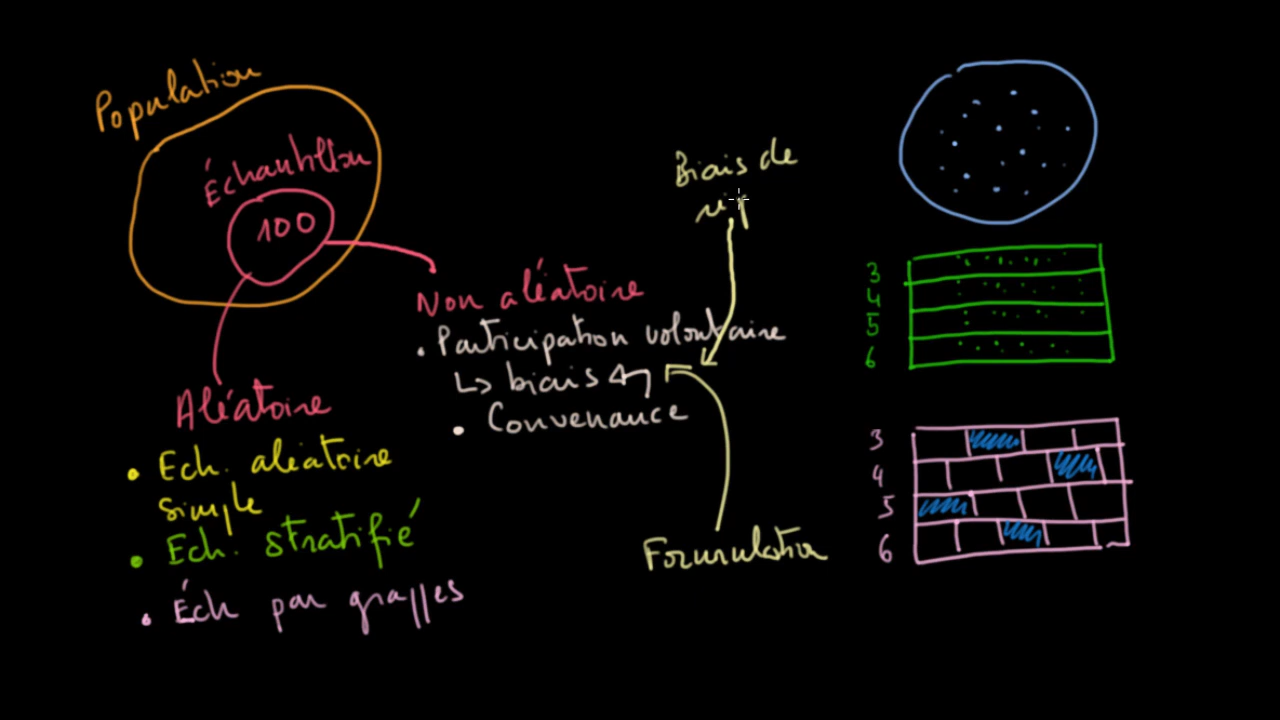 Population
Échantillon
100
Non aléatoire
• Participation volontaire
↳ biais
• Convenance
Aléatoire
• Ech. aléatoire
simple
• Ech. stratifié
• Éch par grappes
Biais de
Formulation
3
4
5
6
3
4
5
6